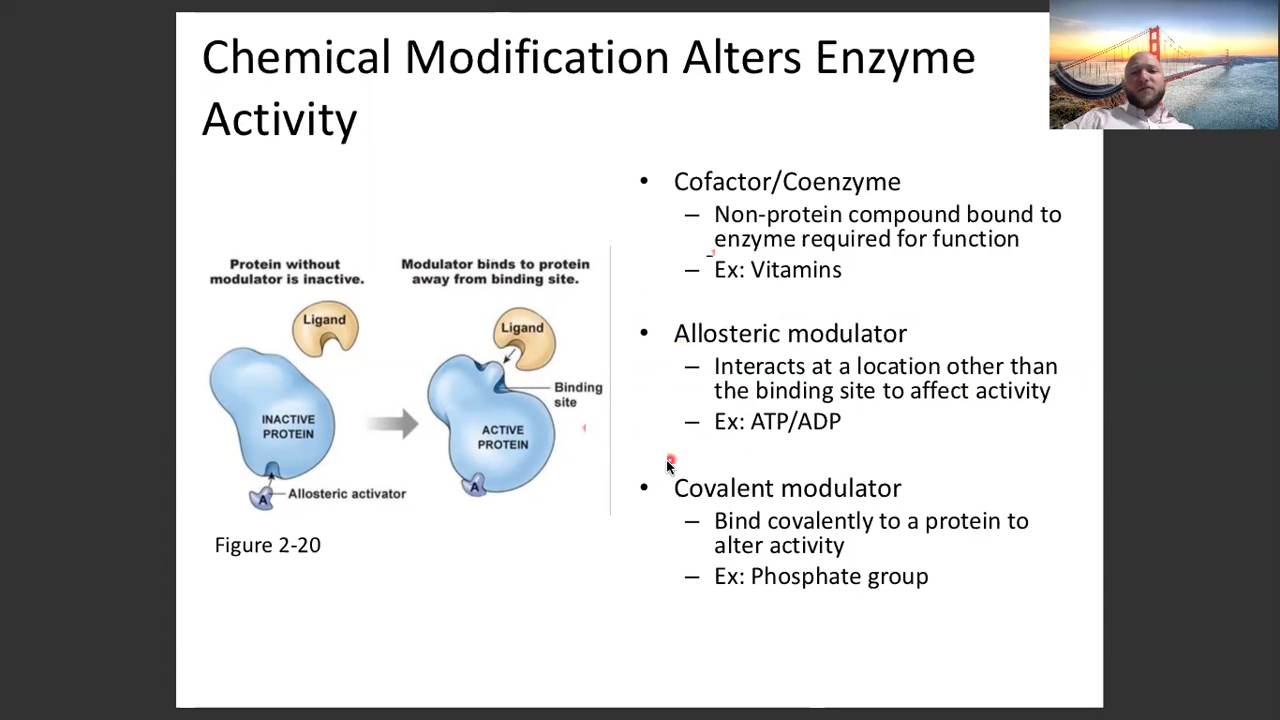 Chemical Modification Alters Enzyme
Activity
Protein without
modulator is inactive.
Ligand
INACTIVE
PROTEIN
A
Allosteric activator
Modulator binds to protein
away from binding site.
Ligand
Binding
site
ACTIVE
PROTEIN
A
Figure 2-20
• Cofactor/Coenzyme
– Non-protein compound bound to
enzyme required for function
– Ex: Vitamins
• Allosteric modulator
– Interacts at a location other than
the binding site to affect activity
– Ex: ATP/ADP
• Covalent modulator
– Bind covalently to a protein to
alter activity
– Ex: Phosphate group